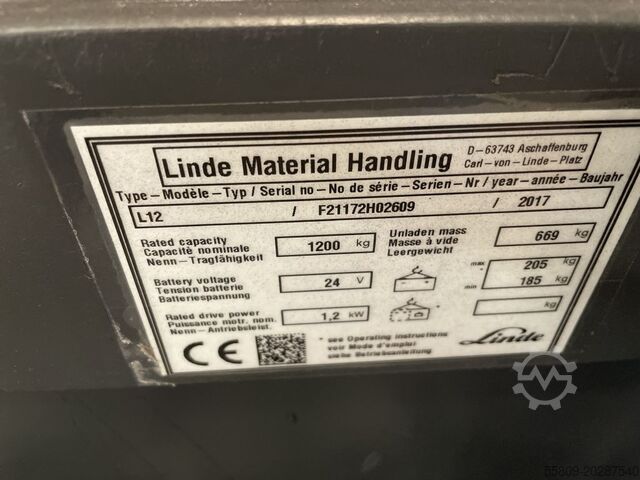 Linde Material Handling
D-63743 Aschaffenburg
Carl-von-Linde-Platz
Type-Modèle-Typ / Serial no-No de série-Serien-Nr / year-année-Baujahr
L12 / F21172H02609 / 2017
Rated capacity
Capacité nominale
Nenn-Tragfähigkeit
1200 kg
Unladen mass
Masse à vide
Leergewicht
669 kg
Battery voltage
Tension batterie
Batteriespannung
24 V
max 205 kg
min 185 kg
Rated drive power
Puissance motr. nom.
Nenn-Antriebsleist.
1,2 kW
kg
CE
* see Operating instructions
voir Mode d'emploi
siehe Betriebsanleitung
Linde
55809-20287540